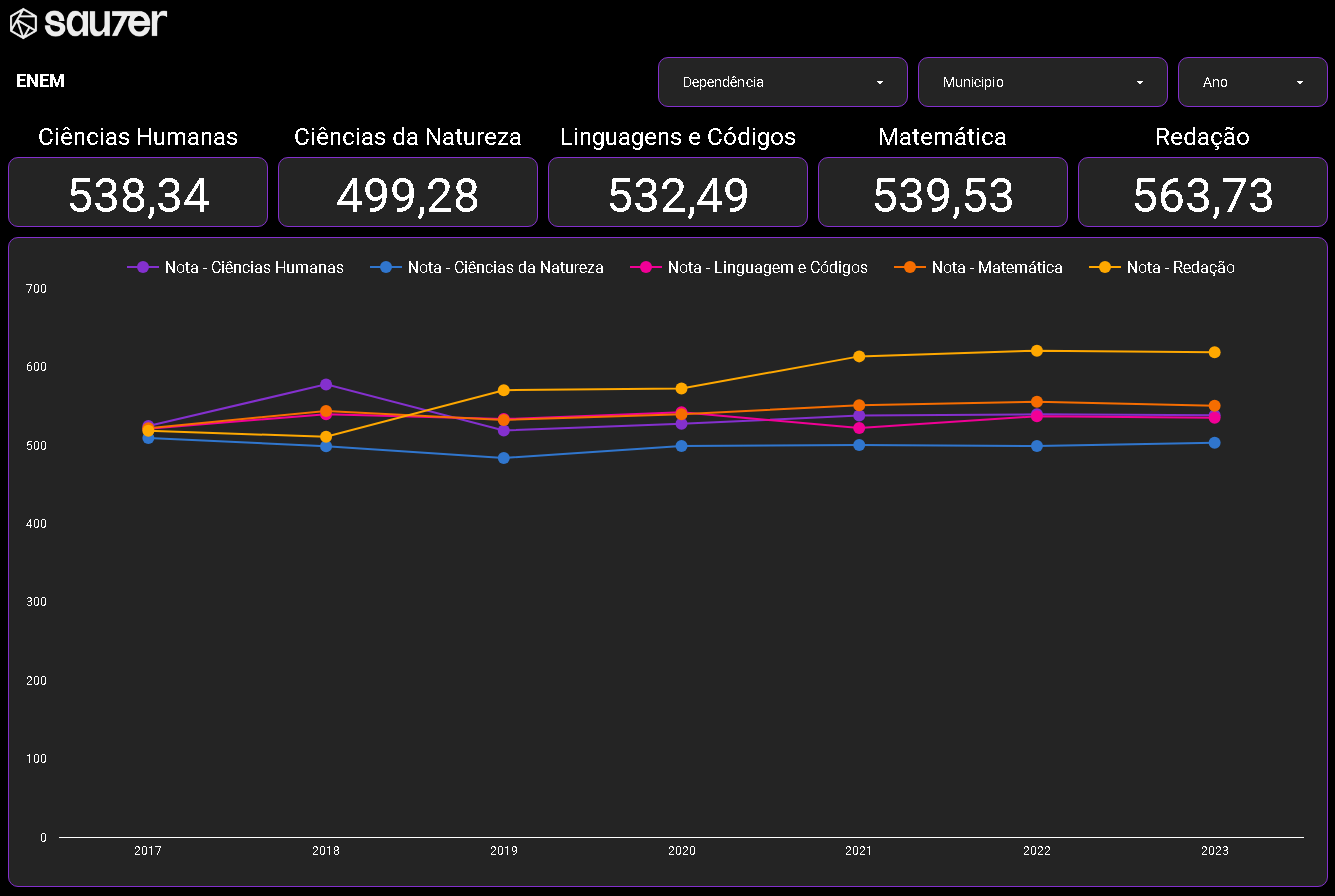 sau7er
ENEM
Dependência
Municipio
Ano
Ciências Humanas
Ciências da Natureza
Linguagens e Códigos
Matemática
Redação
538,34
499,28
532,49
539,53
563,73
Nota - Ciências Humanas
Nota - Ciências da Natureza
Nota - Linguagem e Códigos
Nota - Matemática
Nota - Redação
700
600
500
400
300
200
100
0
2017
2018
2019
2020
2021
2022
2023